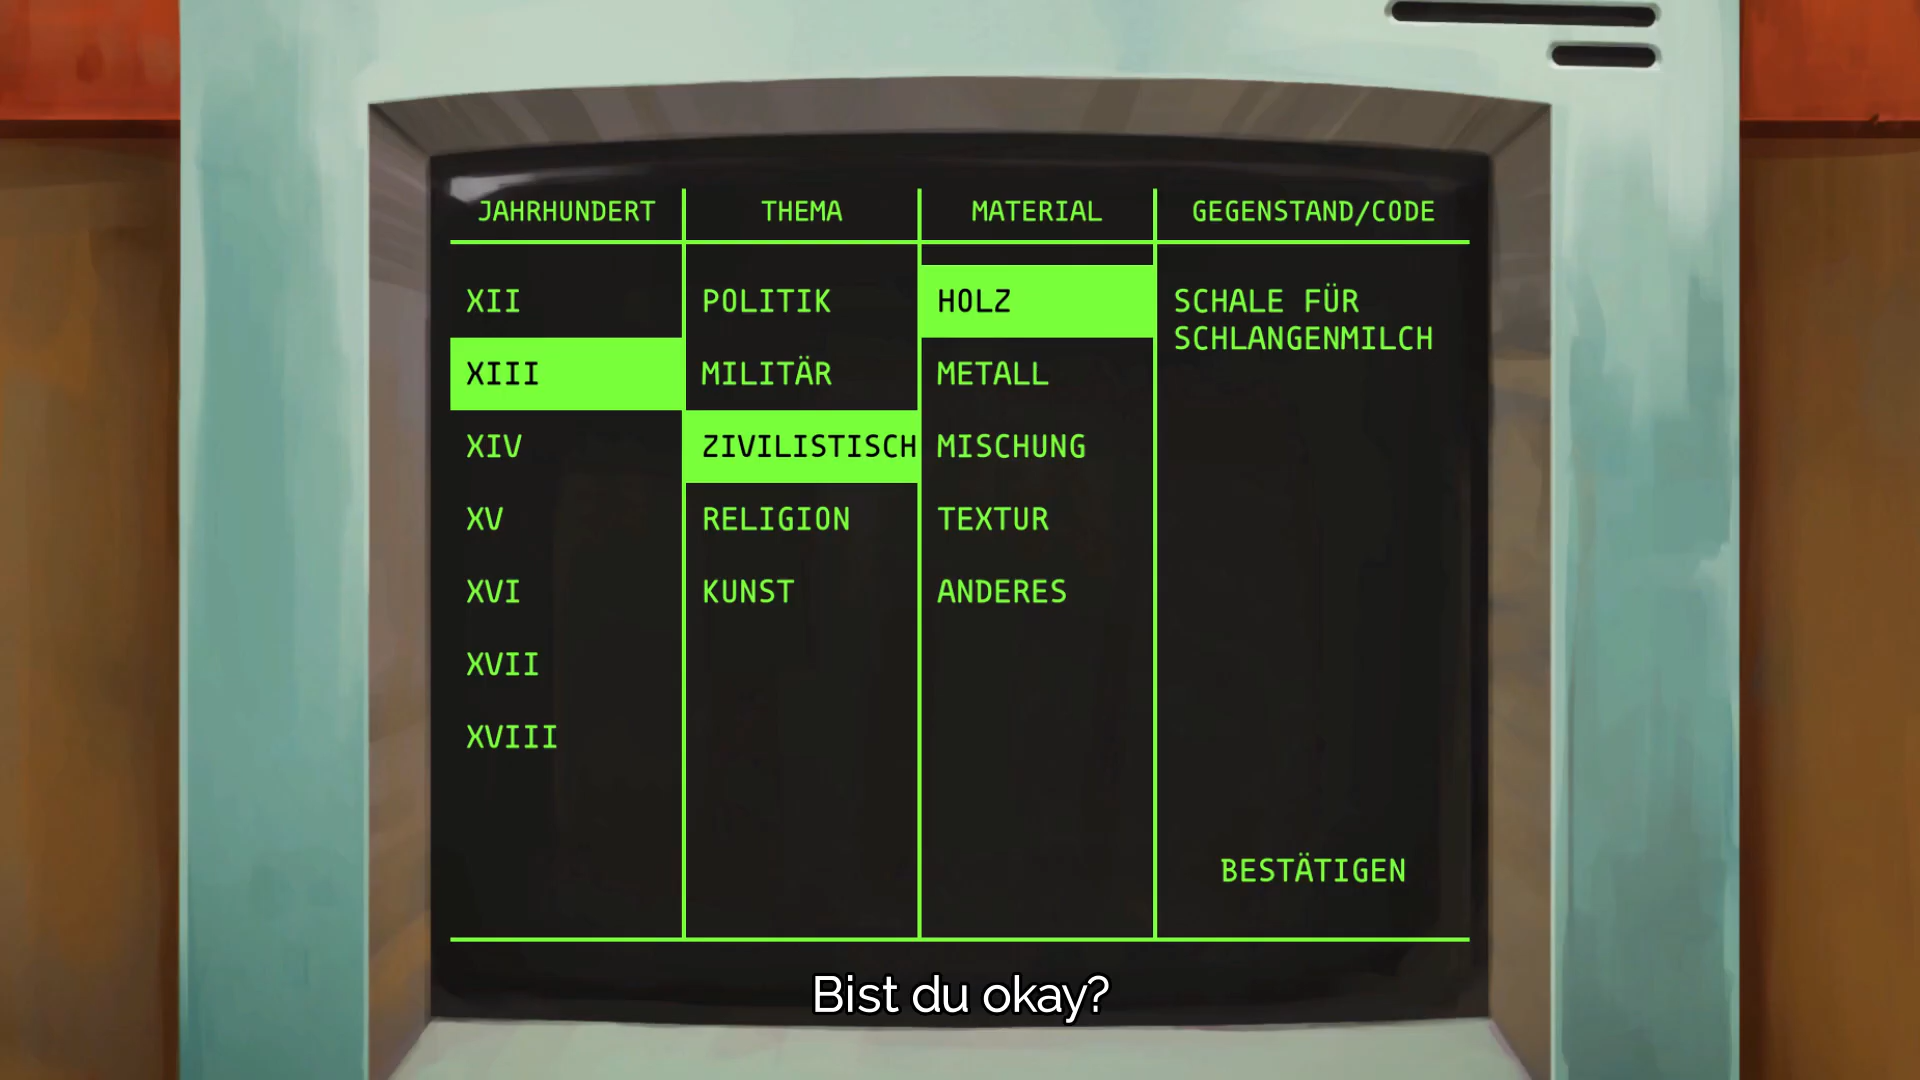 JAHRHUNDERT
THEMA
MATERIAL
GEGENSTAND/CODE
XII
XIII
XIV
XV
XVI
XVII
XVIII
POLITIK
MILITÄR
ZIVILISTISCH
RELIGION
KUNST
HOLZ
METALL
MISCHUNG
TEXTUR
ANDERES
SCHALE FÜR
SCHLANGENMILCH
BESTÄTIGEN
Bist du okay?